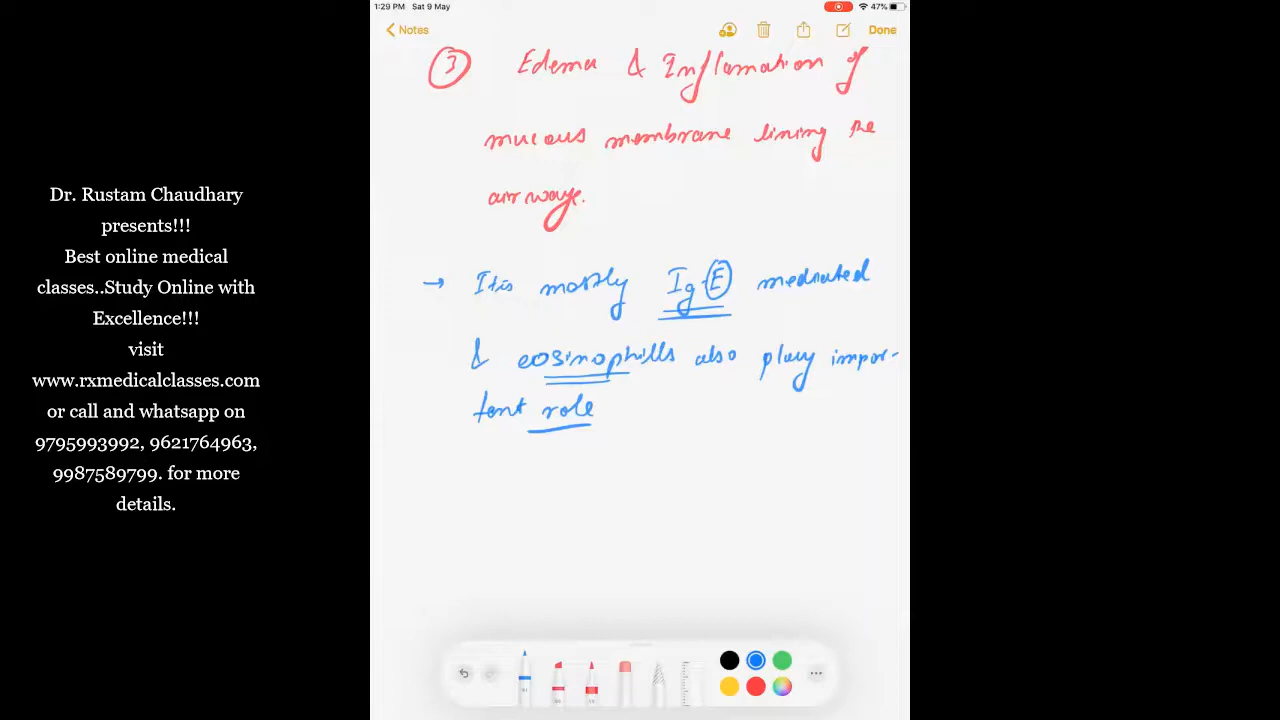 1:29 PM Sat 9 May
47%
Notes
Done
3 Edema & Inflamation of
mucous membrane lining the
airways.
Dr. Rustam Chaudhary
presents!!!
Best online medical
classes..Study Online with
Excellence!!!
visit
www.rxmedicalclasses.com
or call and whatsapp on
9795993992, 9621764963,
9987589799. for more
details.
→ It is mostly Ig-E mediated
& eosinophills also play impor-
tant role